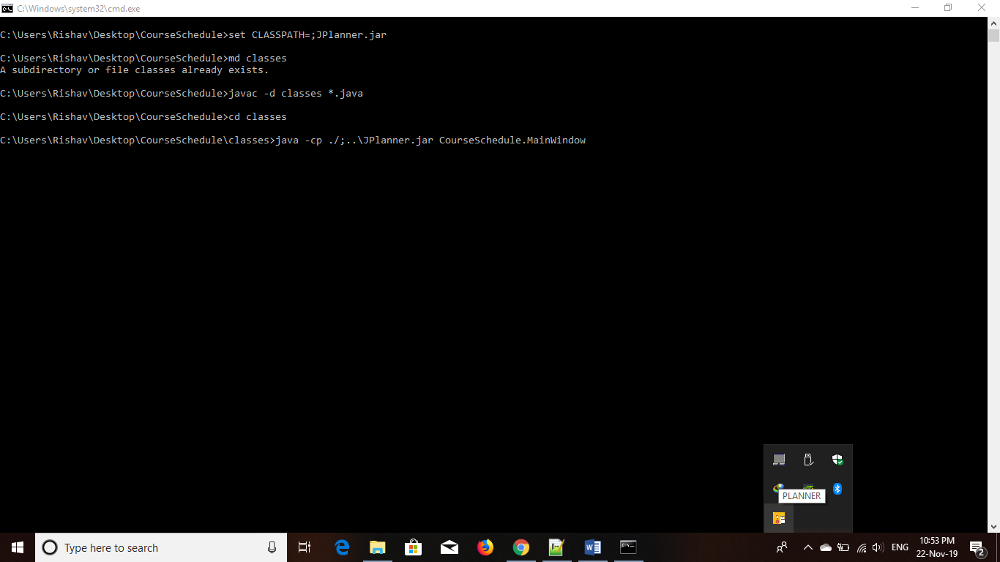 C:\Windows\system32\cmd.exe
C:\Users\Rishav\Desktop\CourseSchedule>set CLASSPATH=;JPlanner.jar
C:\Users\Rishav\Desktop\CourseSchedule>md classes
A subdirectory or file classes already exists.
C:\Users\Rishav\Desktop\CourseSchedule>javac -d classes *.java
C:\Users\Rishav\Desktop\CourseSchedule>cd classes
C:\Users\Rishav\Desktop\CourseSchedule\classes>java -cp ./;..\JPlanner.jar CourseSchedule.MainWindow
PLANNER
Type here to search
ENG
10:53 PM
22-Nov-19
2